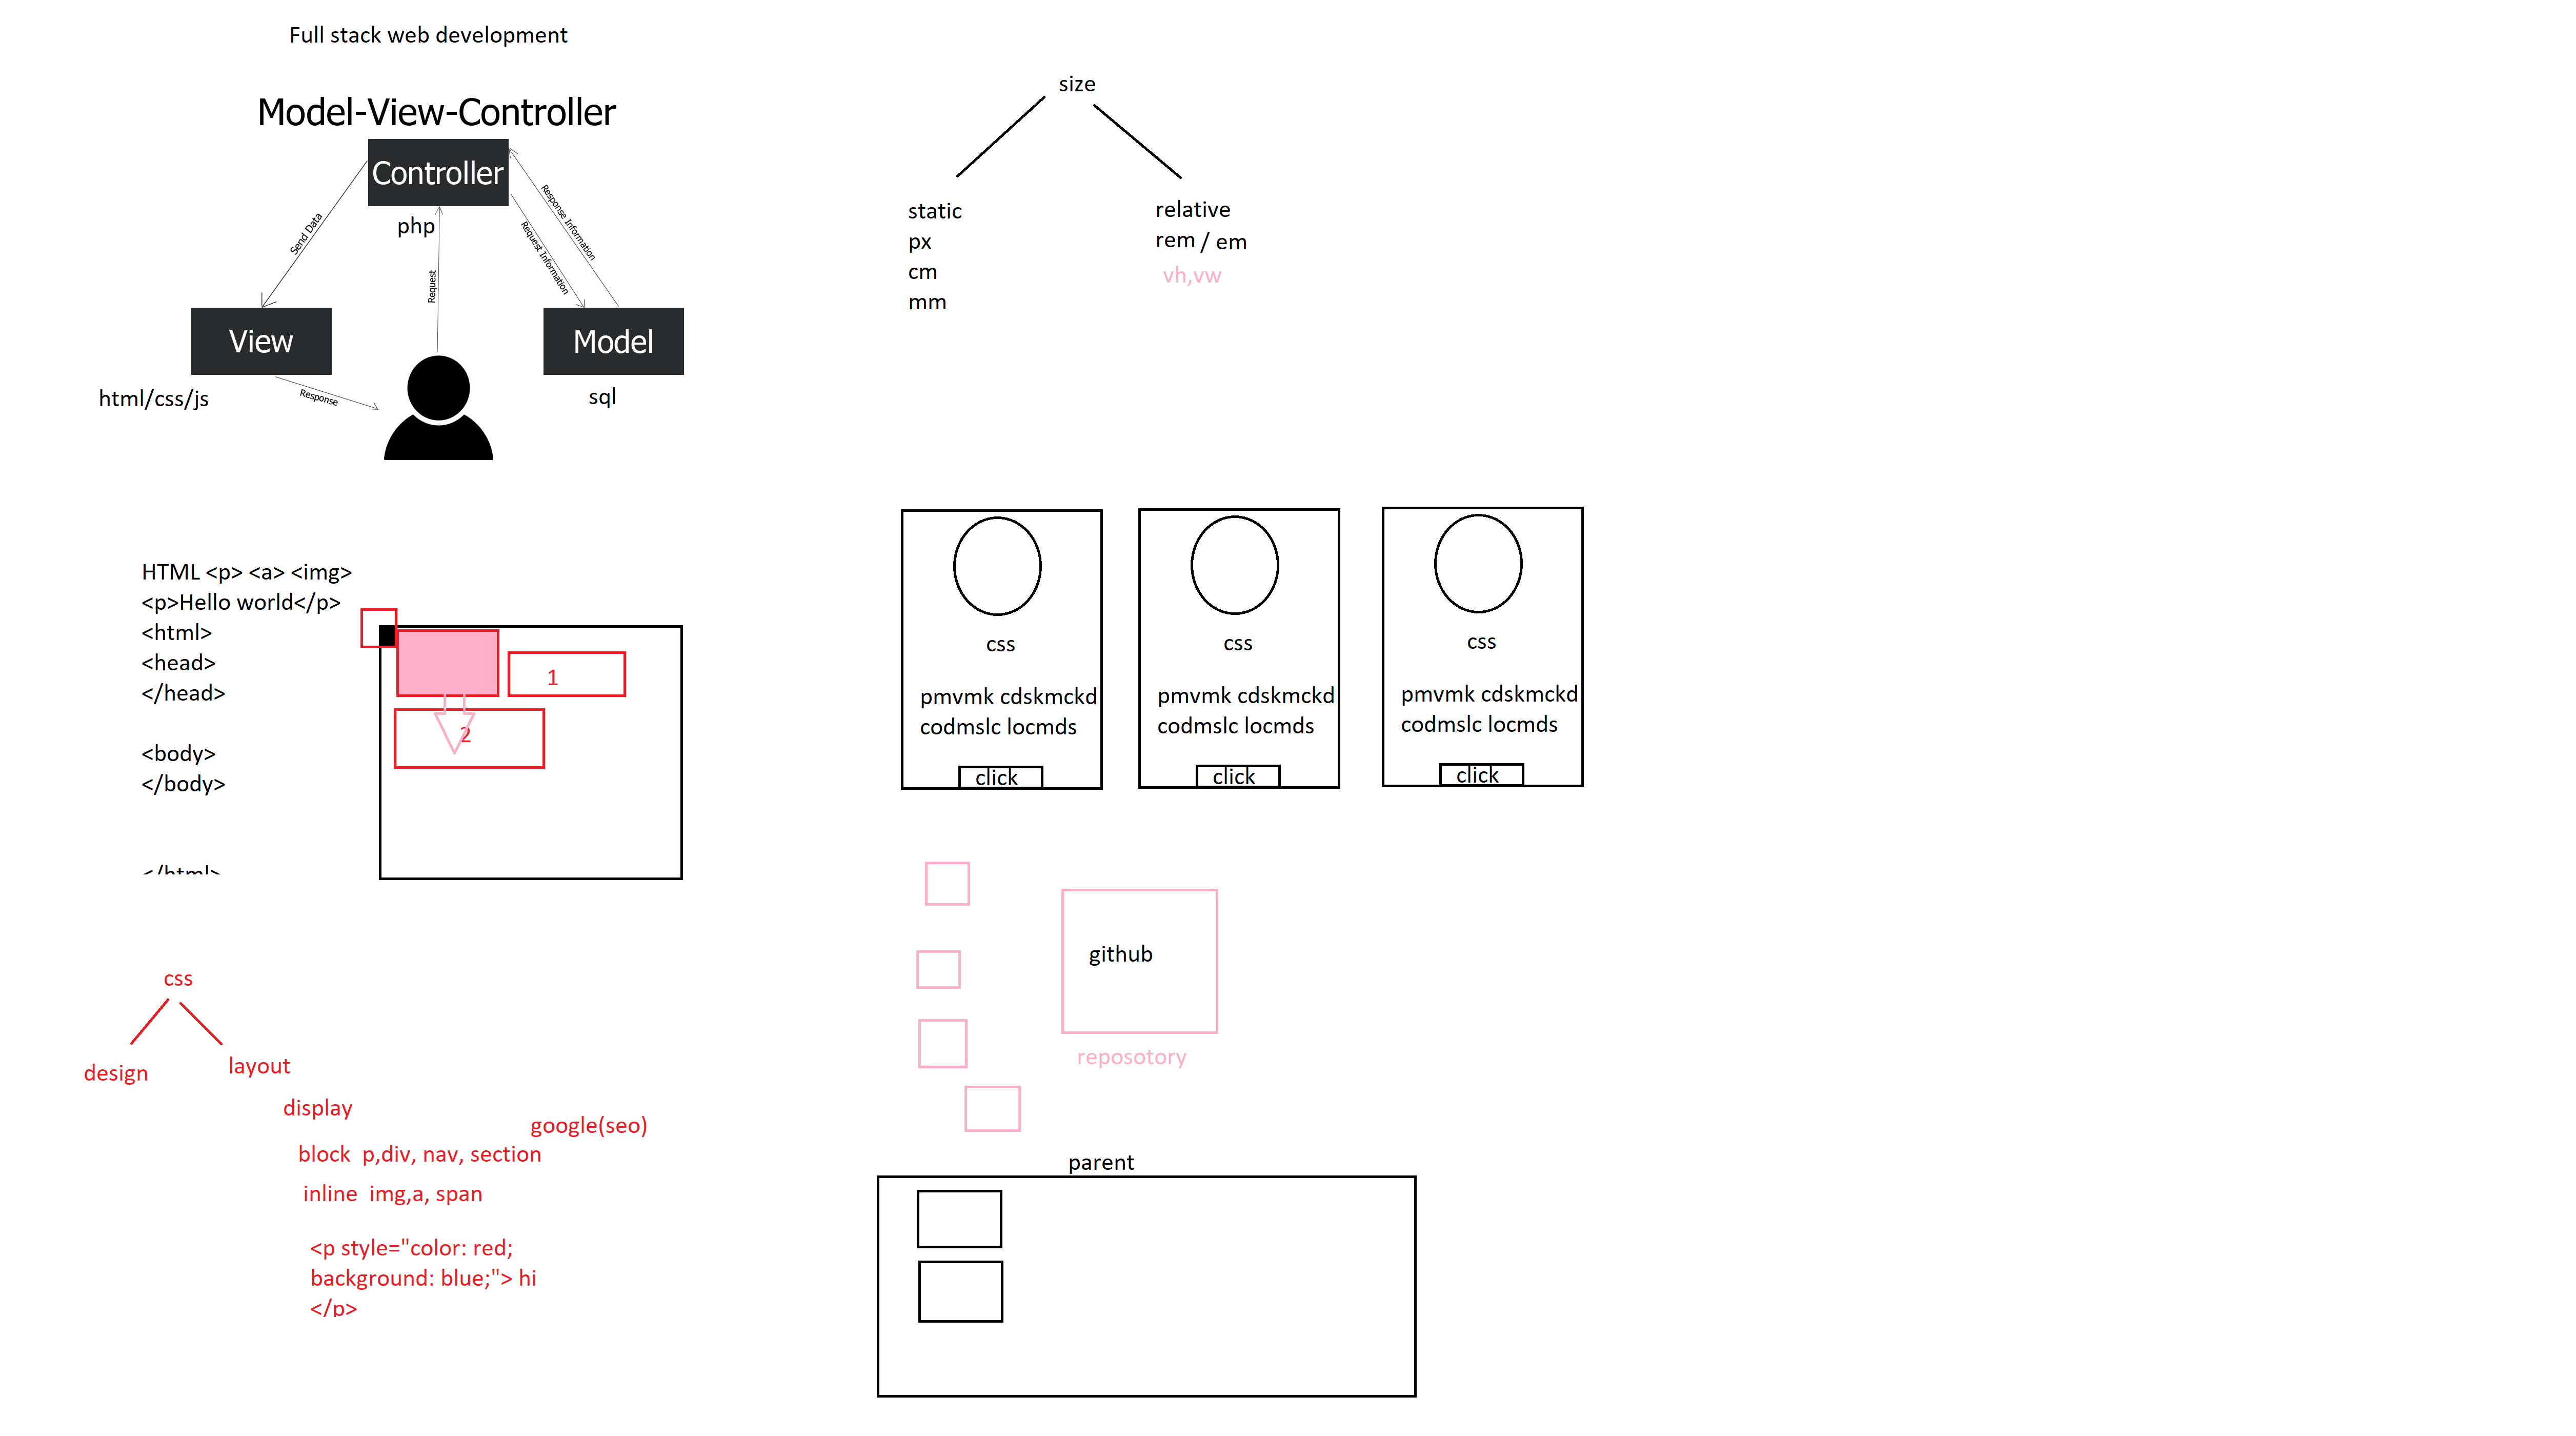 Full stack web development
Model-View-Controller
Controller
php
Send Data
Request
Request Information
Response Information
View
Model
html/css/js
Response
sql
HTML <p> <a> <img>
<p>Hello world</p>
<html>
<head>
</head>
<body>
</body>
</html>
1
2
css
design
layout
display
google(seo)
block p,div, nav, section
inline img,a, span
<p style="color: red;
background: blue;"> hi
</p>
size
static
px
cm
mm
relative
rem / em
vh,vw
css
pmvmk cdskmckd
codmslc locmds
click
css
pmvmk cdskmckd
codmslc locmds
click
css
pmvmk cdskmckd
codmslc locmds
click
github
reposotory
parent